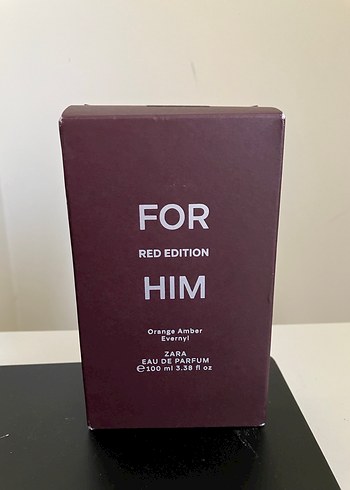 FOR
RED EDITION
HIM
Orange Amber
Evernyl
ZARA
EAU DE PARFUM
℮100 ml 3.38 fl oz